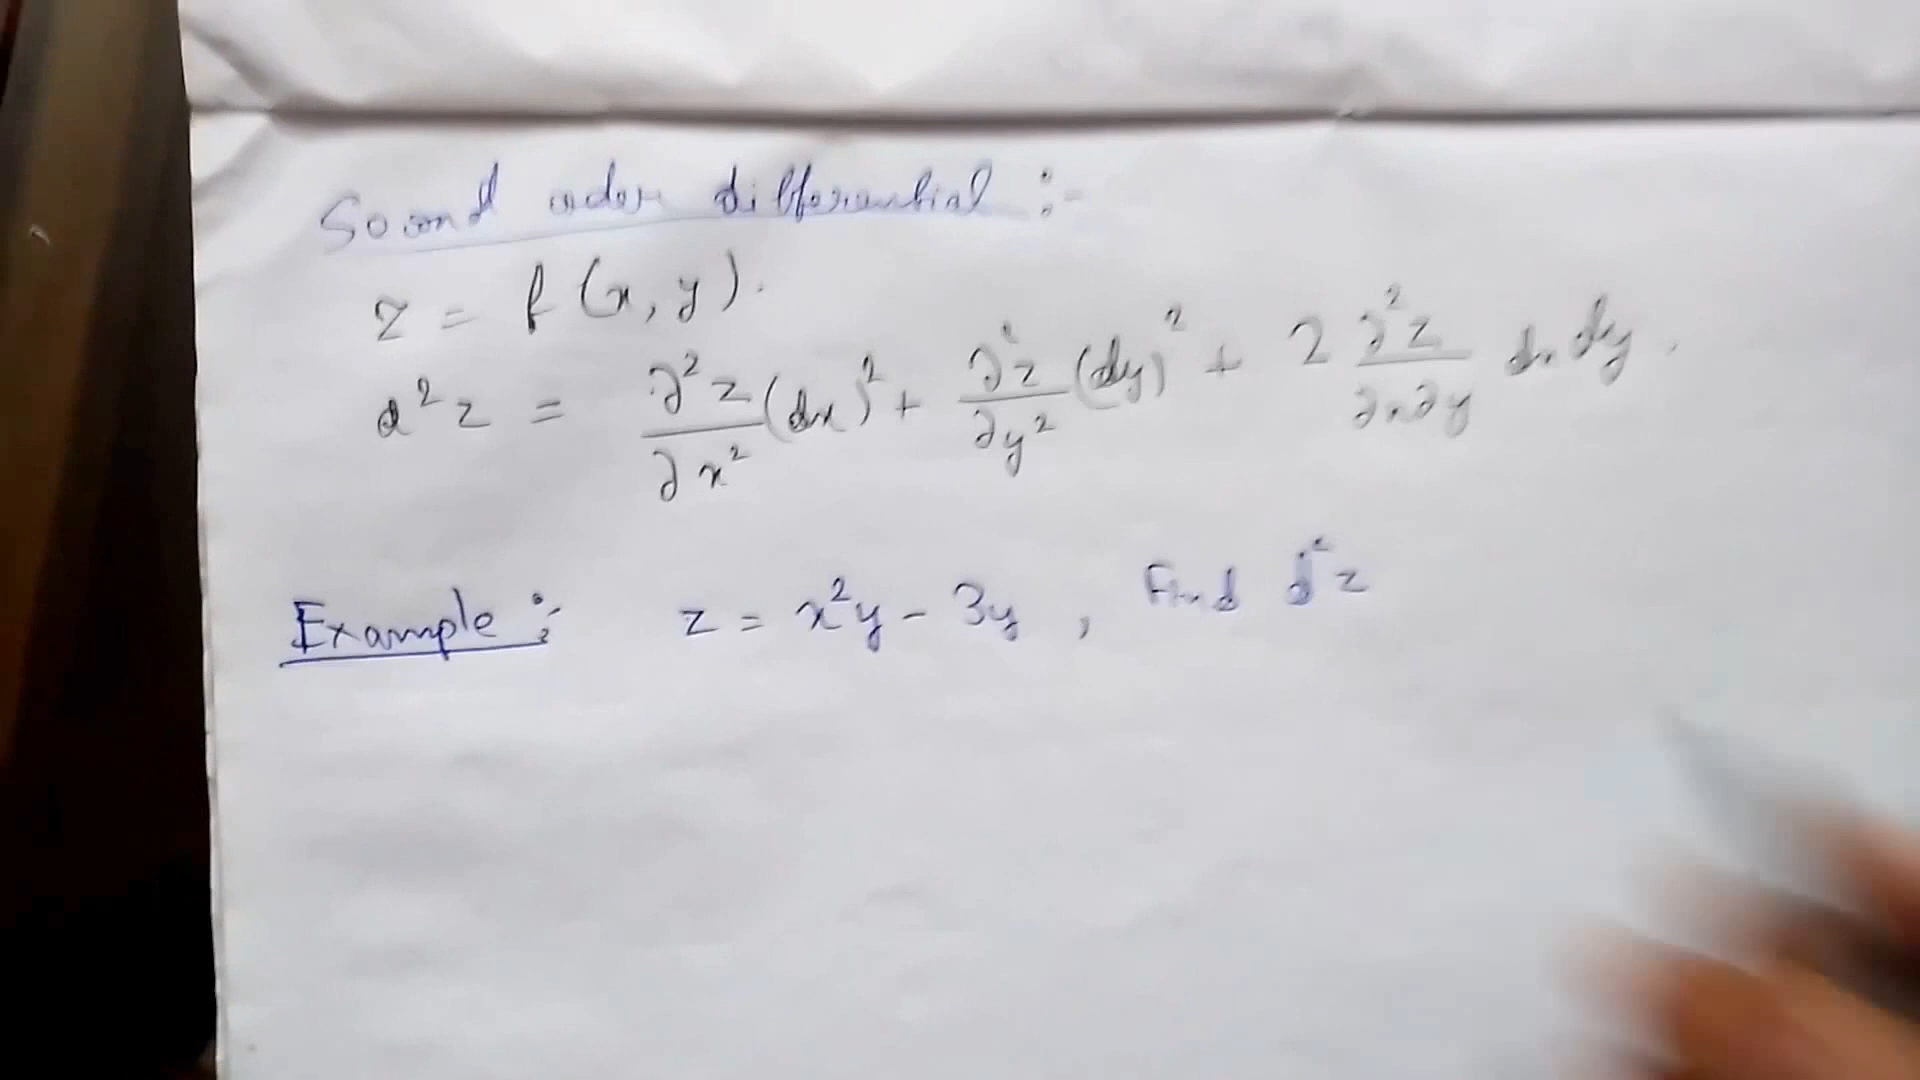 Second order differential :-
z = f (x, y).
d²z = ∂²z/∂x² (dx)² + ∂²z/∂y² (dy)² + 2 ∂²z/∂x∂y dx dy.
Example :- z = x²y - 3y , Find d²z